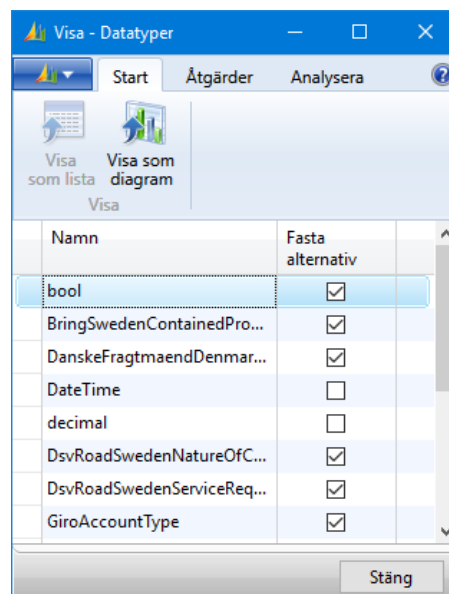 Visa - Datatyper
Start Åtgärder Analysera
Visa som lista
Visa som diagram
Visa
Namn
Fasta alternativ
bool
BringSwedenContainedPro...
DanskeFragtmaendDenmar...
DateTime
decimal
DsvRoadSwedenNatureOfC...
DsvRoadSwedenServiceReq...
GiroAccountType
Stäng